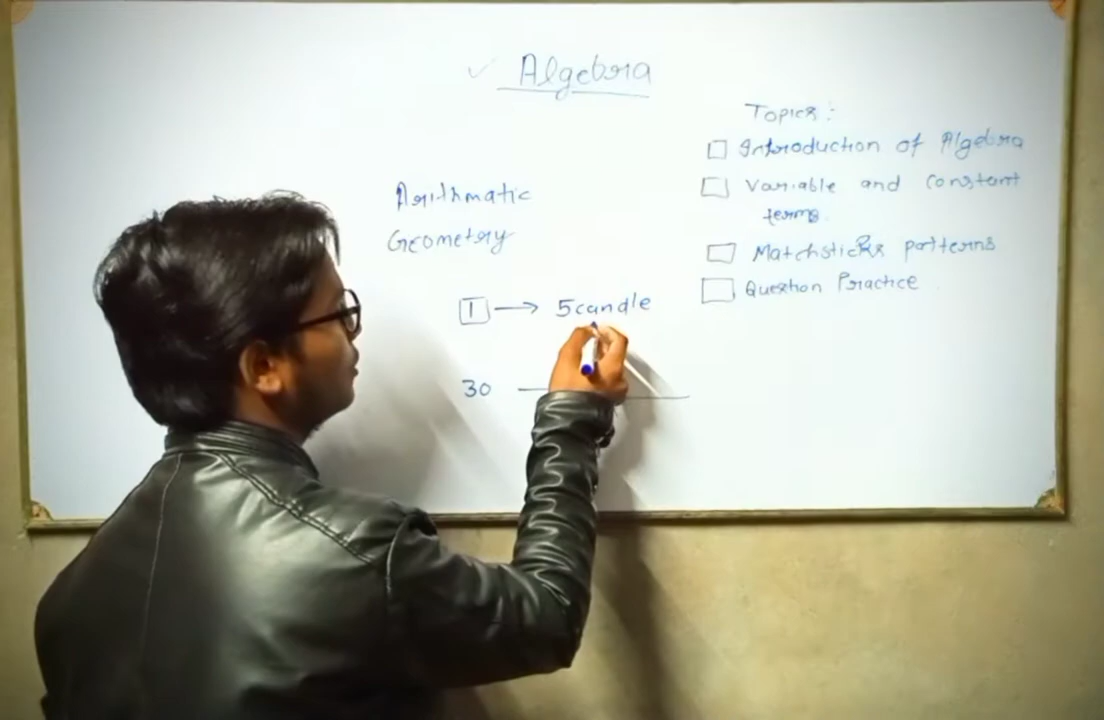 ✓ Algebra
Arithmatic
Geometry
1 → 5candle
30
Topics :
Introduction of Algebra
Variable and Constant
terms.
Matchsticks patterns
Question Practice